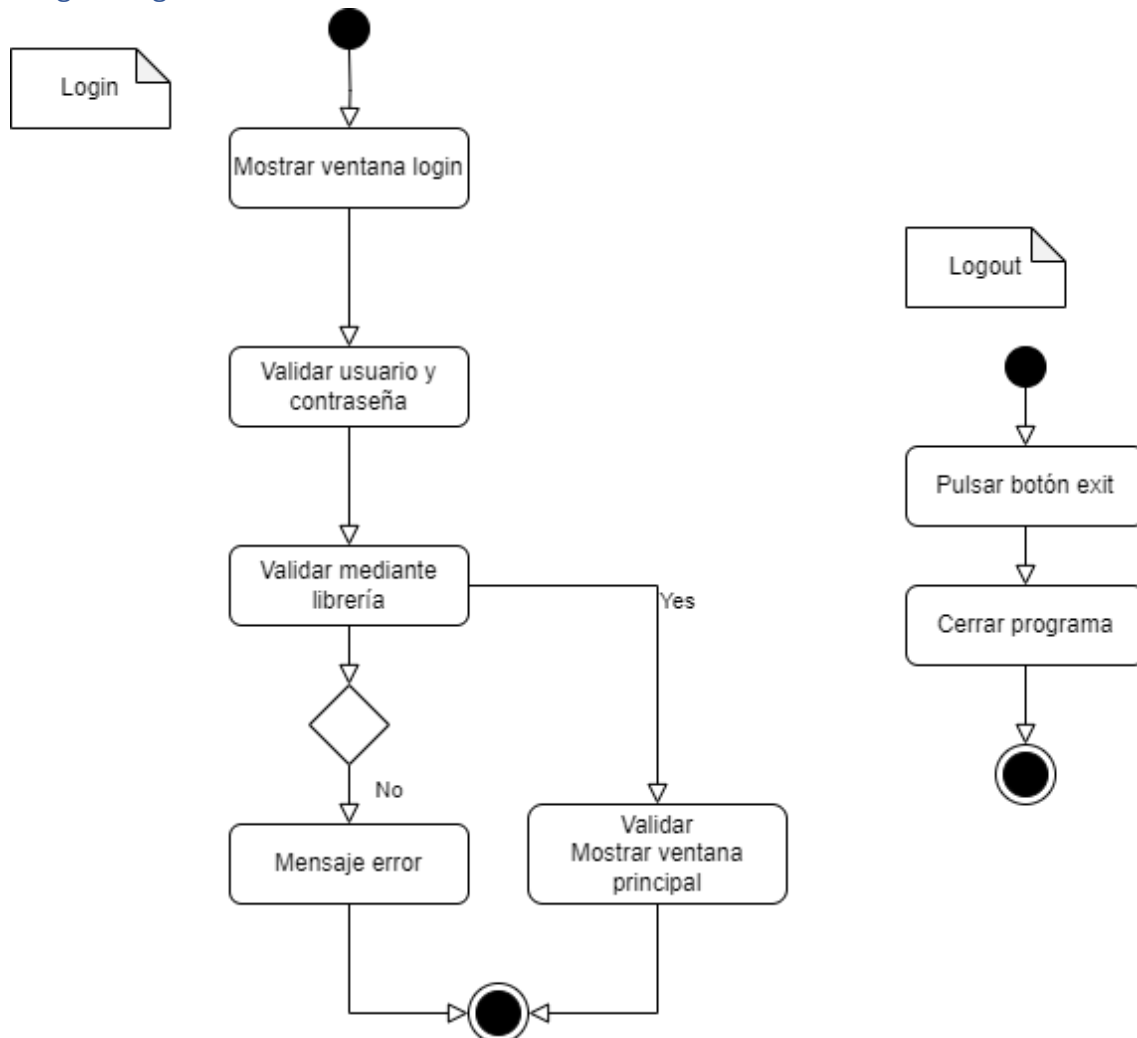 Login
Mostrar ventana login
Logout
Validar usuario y
contraseña
Pulsar botón exit
Validar mediante
librería
Yes
Cerrar programa
No
Mensaje error
Validar
Mostrar ventana
principal